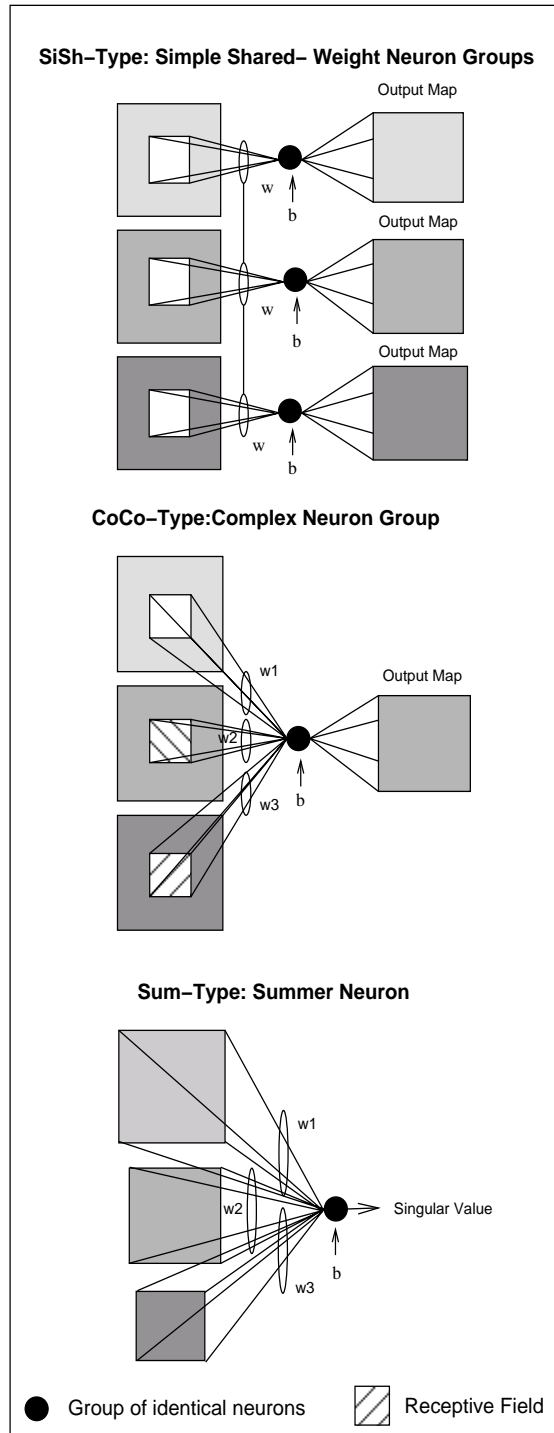 SiSh−Type: Simple Shared− Weight Neuron Groups
Output Map
w
b
Output Map
w
b
Output Map
w
b
CoCo−Type:Complex Neuron Group
w1
Output Map
w2
w3
b
Sum−Type: Summer Neuron
w1
w2
Singular Value
b
w3
Group of identical neurons
Receptive Field